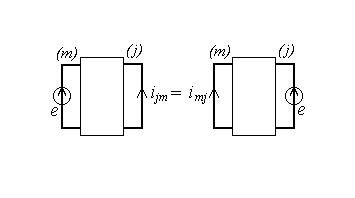 (m) (j) (m) (j)
i_jm = i_mj
e e